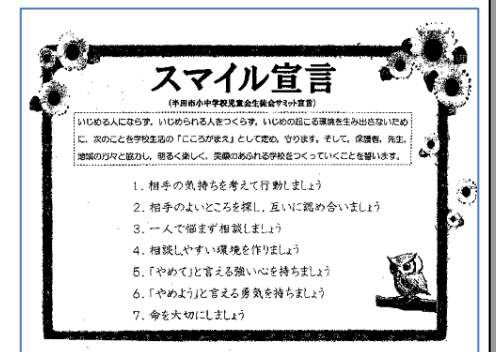 スマイル宣言
(半田市小中学校児童会生徒会サミット宣言)
いじめる人にならず、いじめられる人をつくらず、いじめの起こる環境を生み出さないため
に、次のことを学校生活の「こころがまえ」として定め、守ります。そして、保護者、先生、
地域の方々と協力し、明るく楽しく、笑顔のあふれる学校をつくっていくことを誓います。
1. 相手の気持ちを考えて行動しましょう
2. 相手のよいところを探し、互いに認め合いましょう
3. 一人で悩まず相談しましょう
4. 相談しやすい環境を作りましょう
5.「やめて」と言える強い心を持ちましょう
6.「やめよう」と言える勇気を持ちましょう
7. 命を大切にしましょう